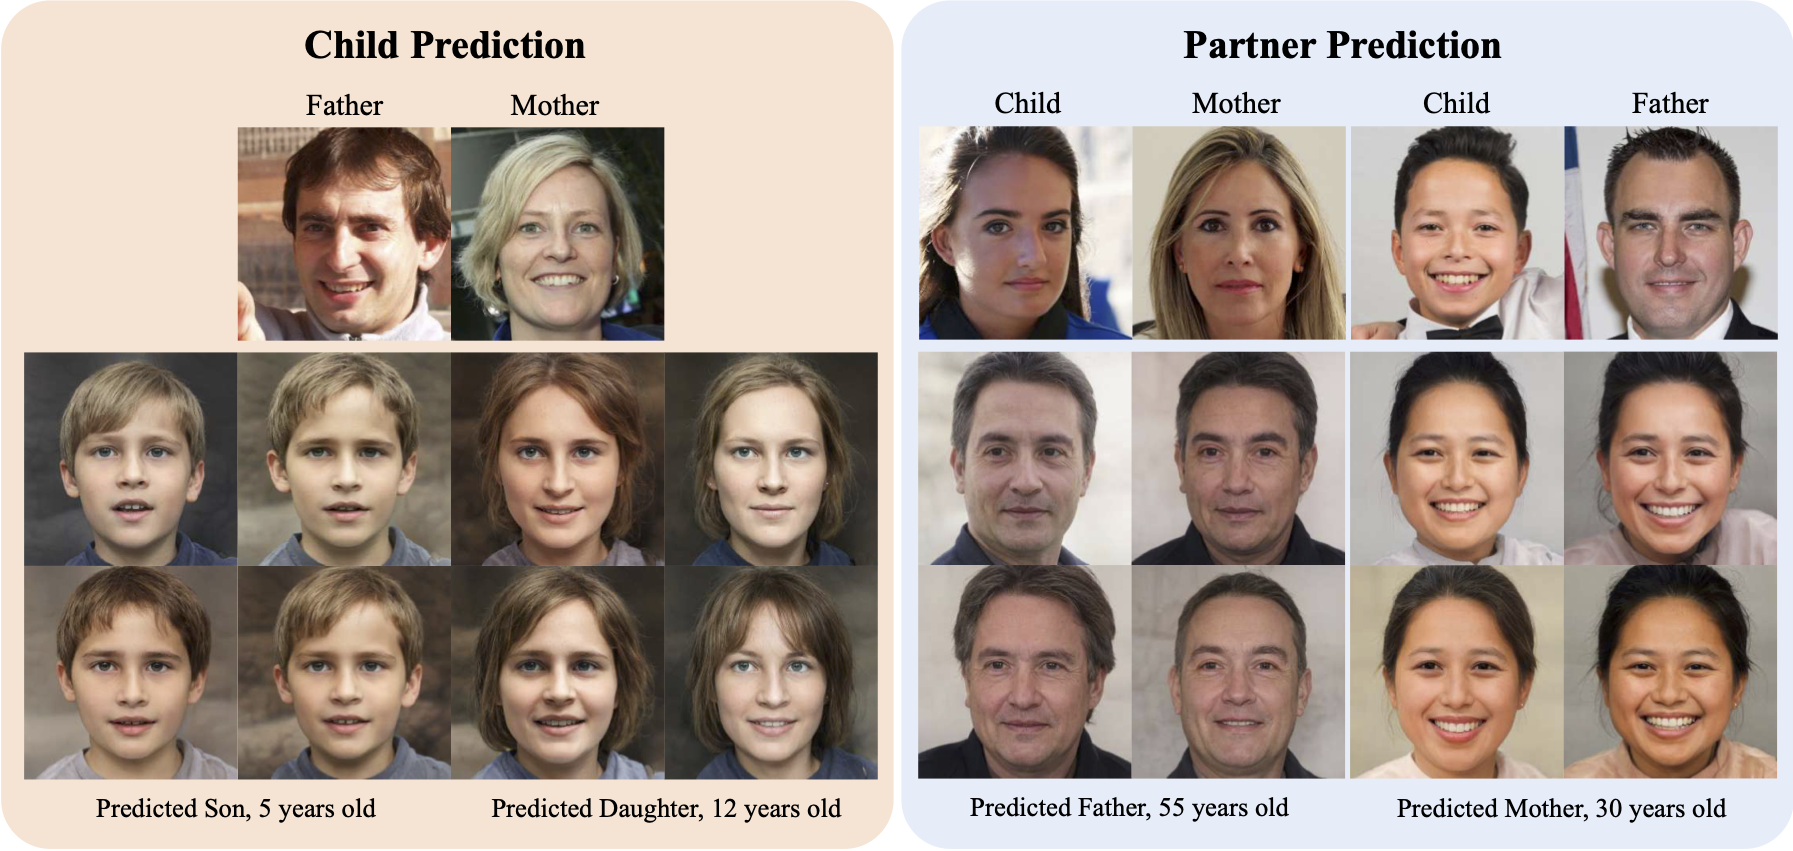 Child Prediction
Father Mother
Predicted Son, 5 years old Predicted Daughter, 12 years old
Partner Prediction
Child Mother Child Father
Predicted Father, 55 years old Predicted Mother, 30 years old